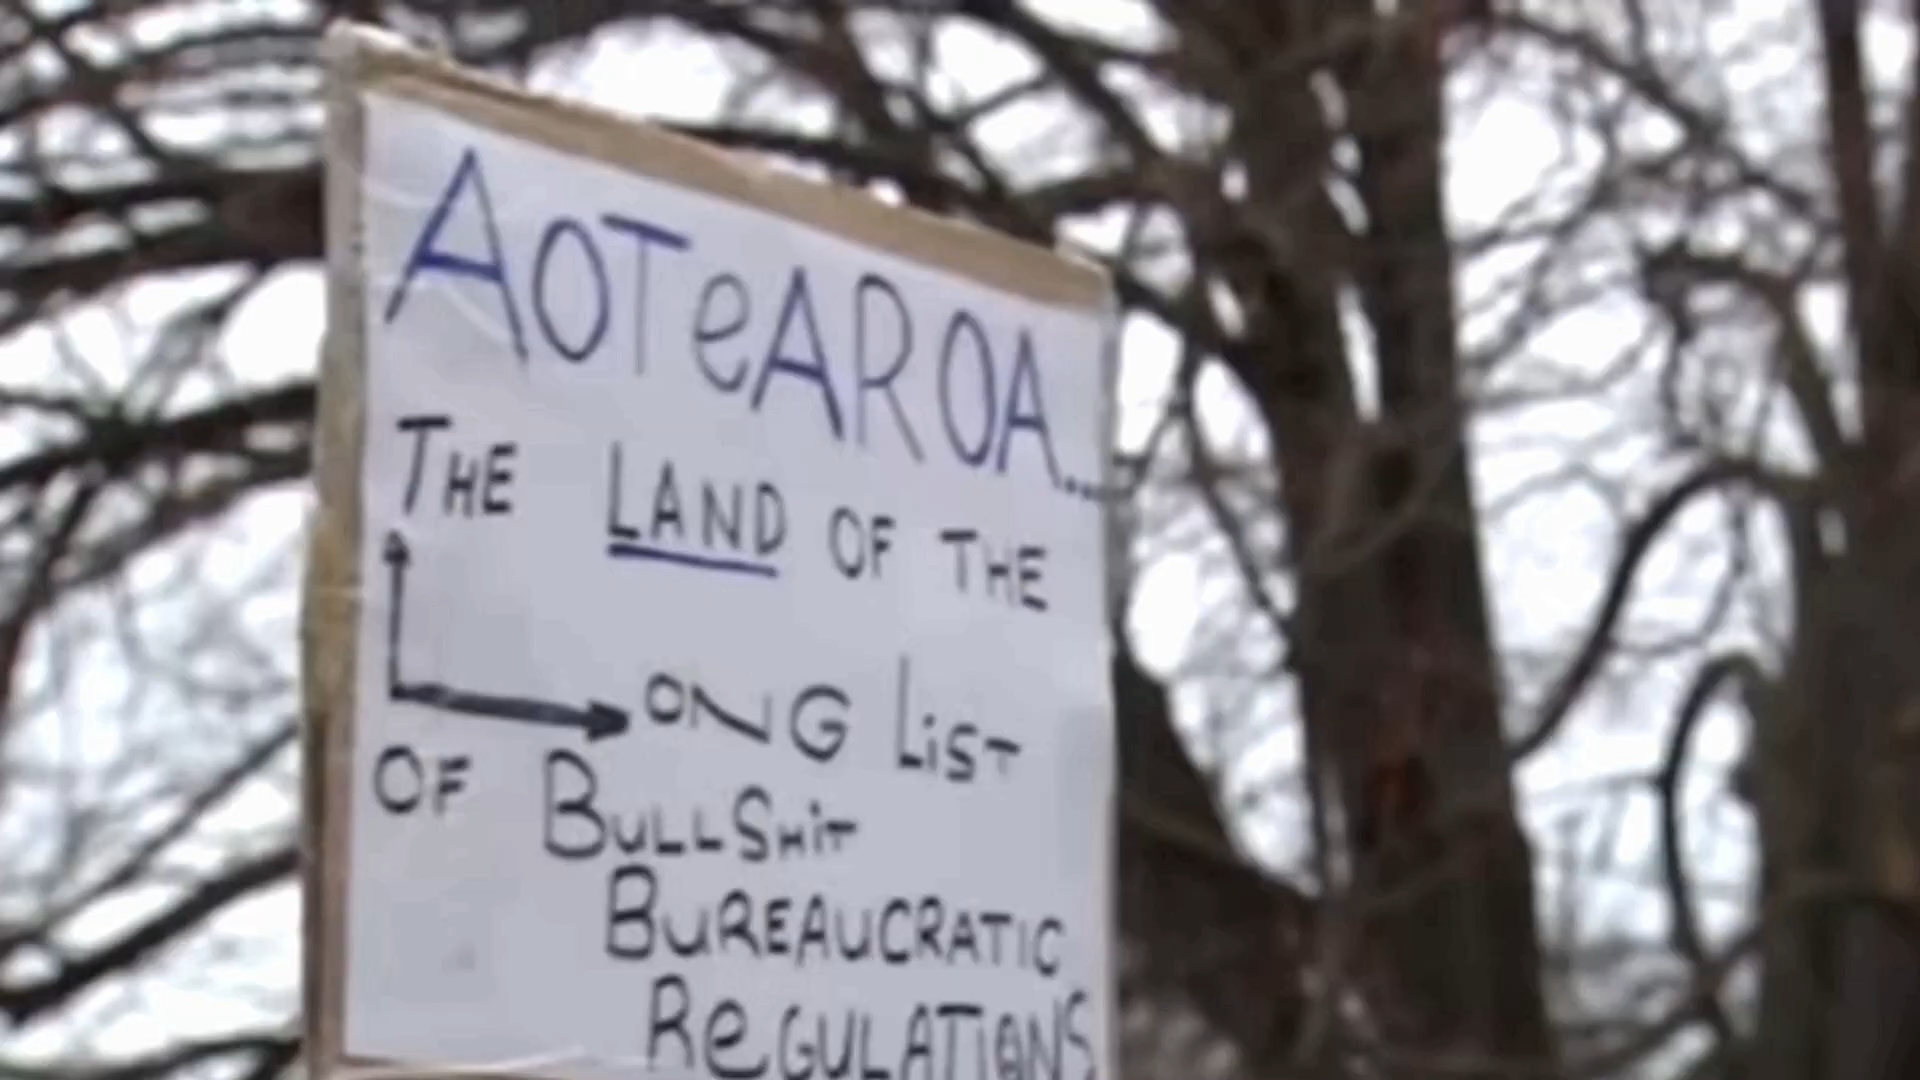 AOTeAROA...
THE LAND OF THE
ONG LiST
OF BULLSHiT
BUREAUCRATIC
ReGULATIONS